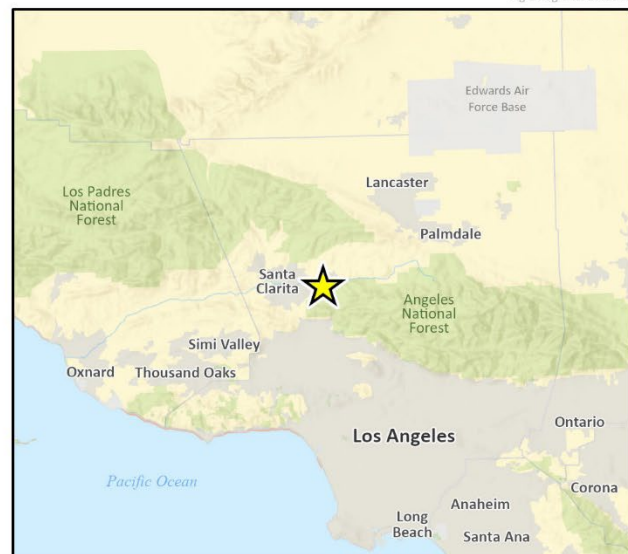 Edwards Air
Force Base
Los Padres
National
Forest
Lancaster
Palmdale
Santa
Clarita
Angeles
National
Forest
Simi Valley
Oxnard
Thousand Oaks
Los Angeles
Ontario
Pacific Ocean
Corona
Long
Beach
Anaheim
Santa Ana